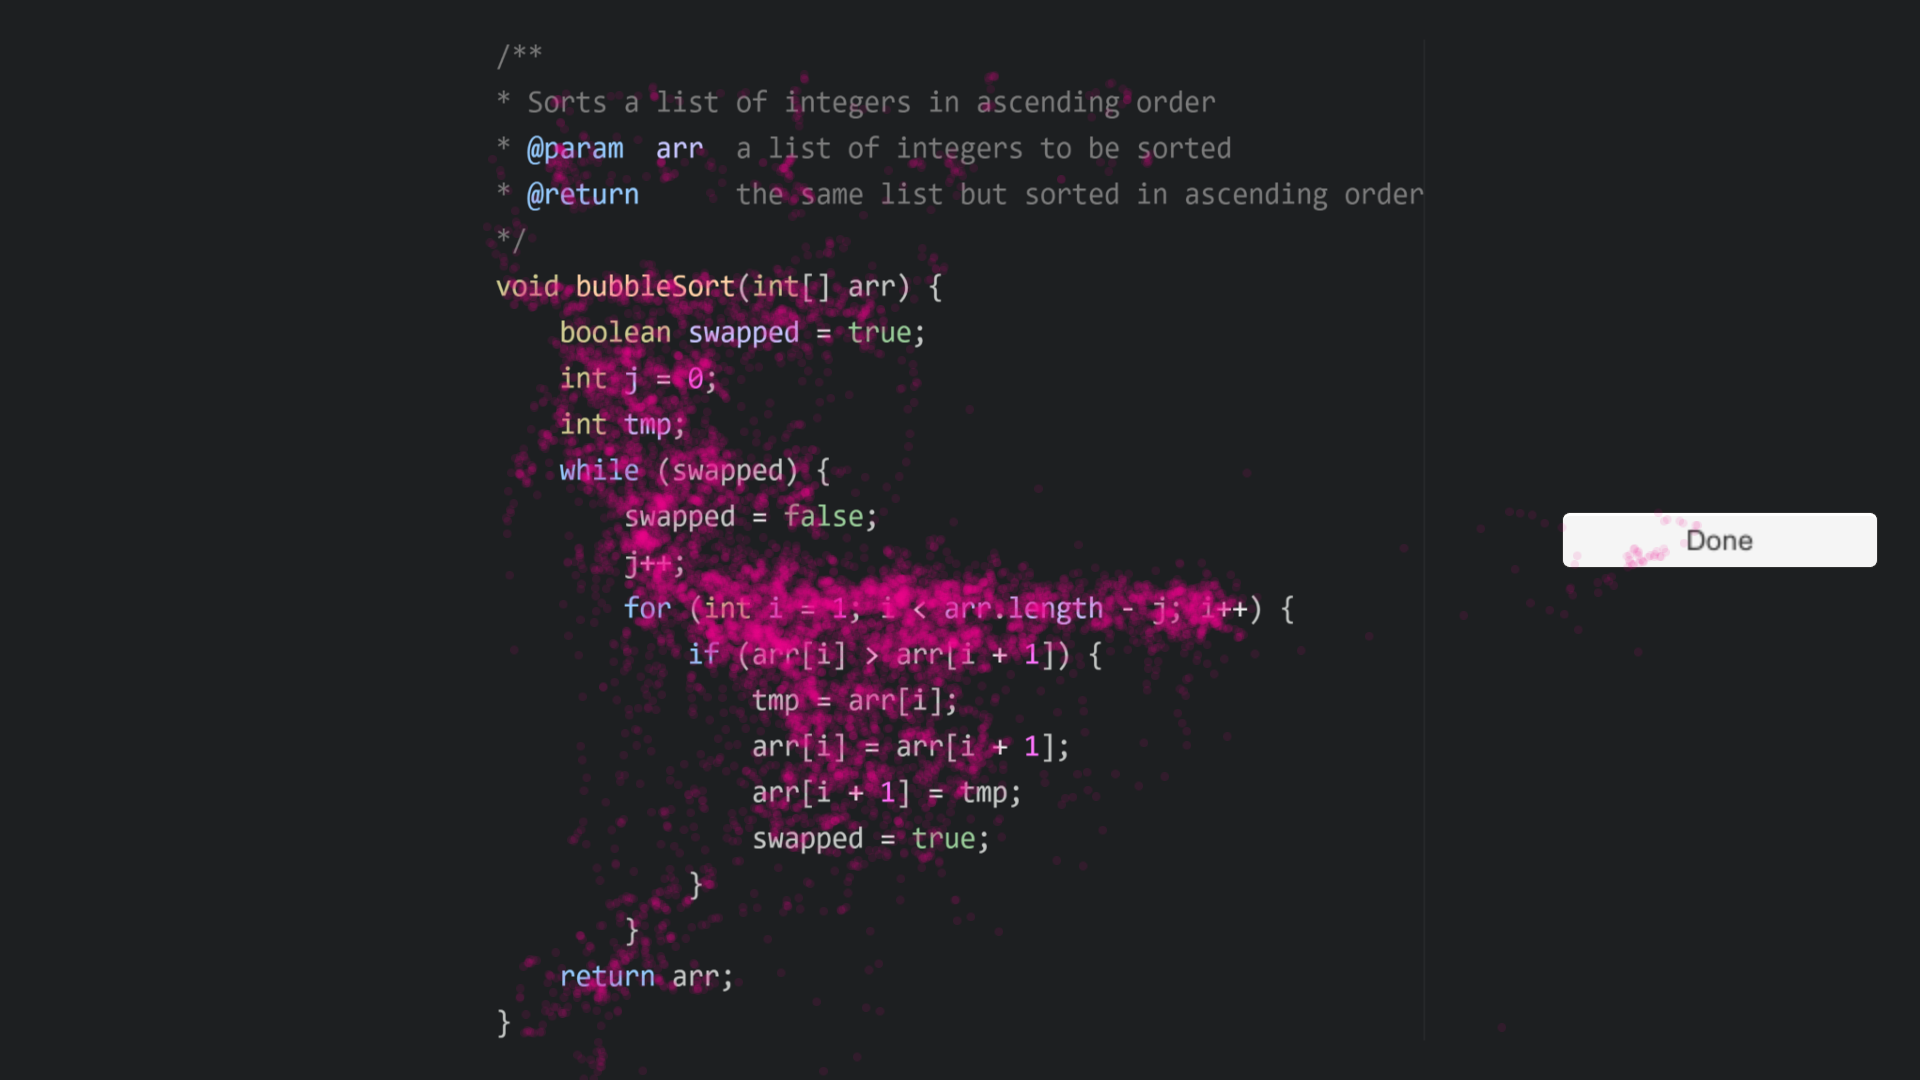 /**
* Sorts a list of integers in ascending order
* @param  arr  a list of integers to be sorted
* @return      the same list but sorted in ascending order
*/
void bubbleSort(int[] arr) {
    boolean swapped = true;
    int j = 0;
    int tmp;
    while (swapped) {
        swapped = false;
        j++;
        for (int i = 1; i < arr.length - j; i++) {
            if (arr[i] > arr[i + 1]) {
                tmp = arr[i];
                arr[i] = arr[i + 1];
                arr[i + 1] = tmp;
                swapped = true;
            }
        }
    return arr;
}
Done